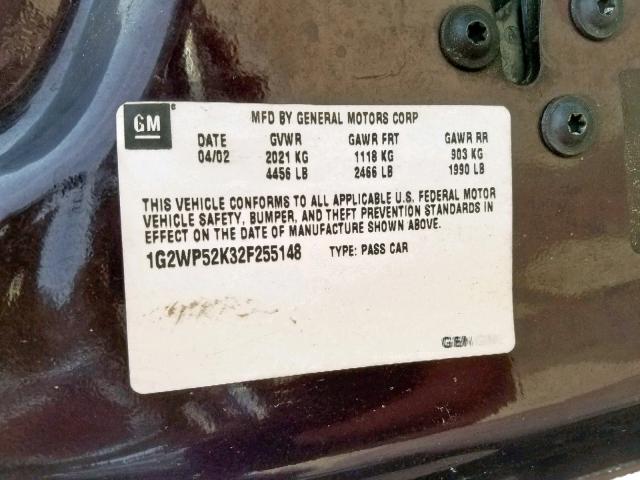 GM
MFD BY GENERAL MOTORS CORP
DATE GVWR GAWR FRT GAWR RR
04/02 2021 KG 1118 KG 903 KG
4456 LB 2466 LB 1990 LB
THIS VEHICLE CONFORMS TO ALL APPLICABLE U.S. FEDERAL MOTOR
VEHICLE SAFETY, BUMPER, AND THEFT PREVENTION STANDARDS IN
EFFECT ON THE DATE OF MANUFACTURE SHOWN ABOVE.
1G2WP52K32F255148 TYPE: PASS CAR